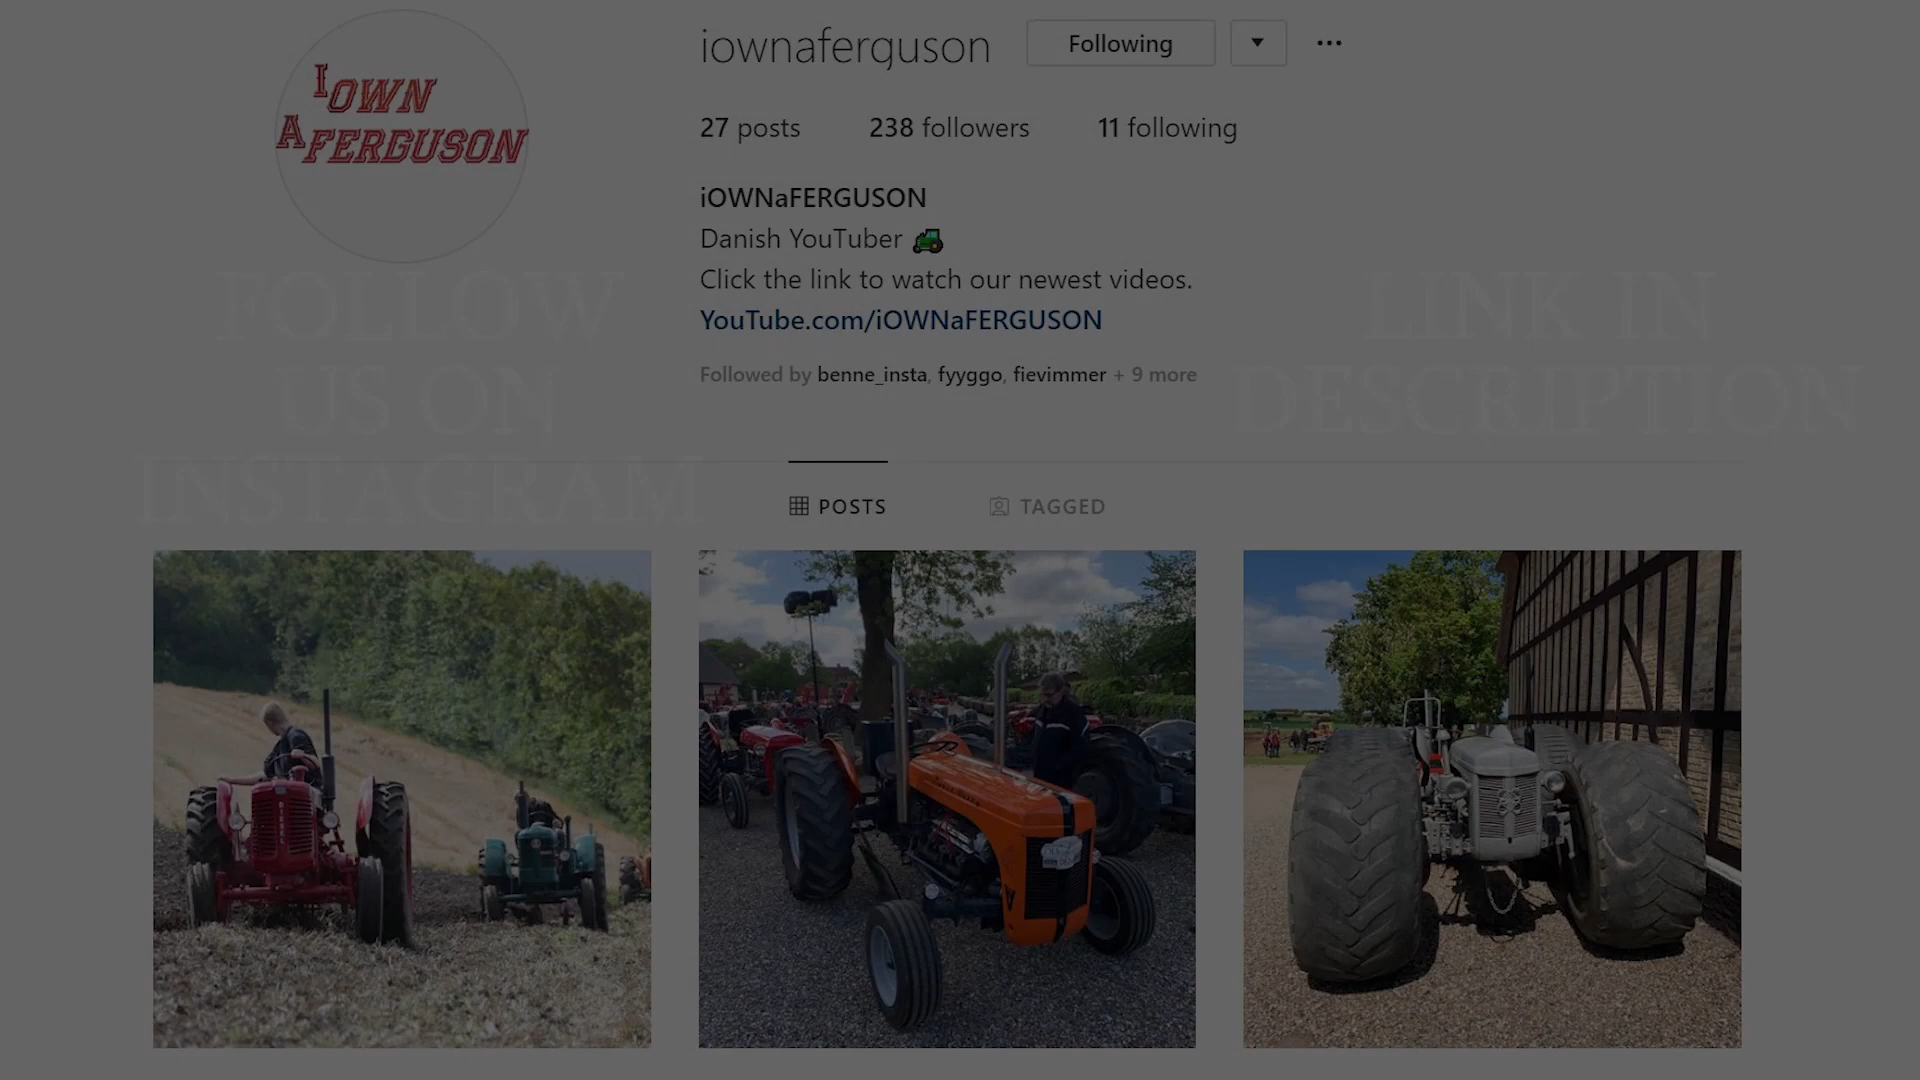 I OWN
A FERGUSON
iownaferguson
Following
27 posts
238 followers
11 following
iOWNaFERGUSON
Danish YouTuber
Click the link to watch our newest videos.
YouTube.com/iOWNaFERGUSON
Followed by benne_insta, fyyggo, fievimmer + 9 more
FOLLOW
US ON
INSTAGRAM
LINK IN
DESCRIPTION
POSTS
TAGGED